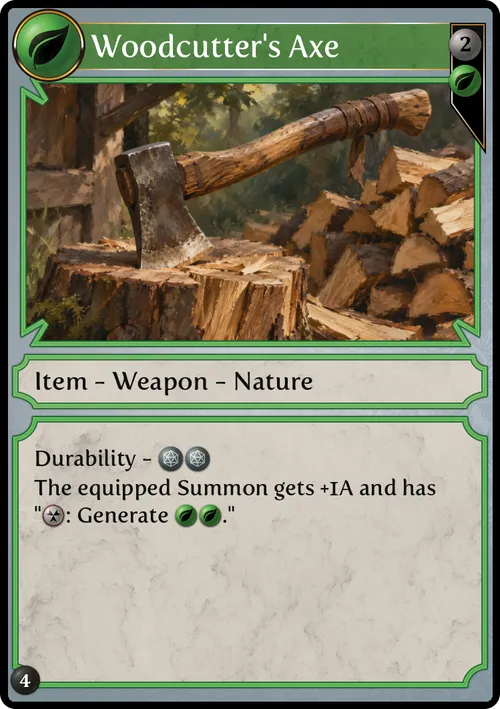 Woodcutter's Axe
2
Item - Weapon - Nature
Durability -
The equipped Summon gets +1A and has
": Generate ."
4